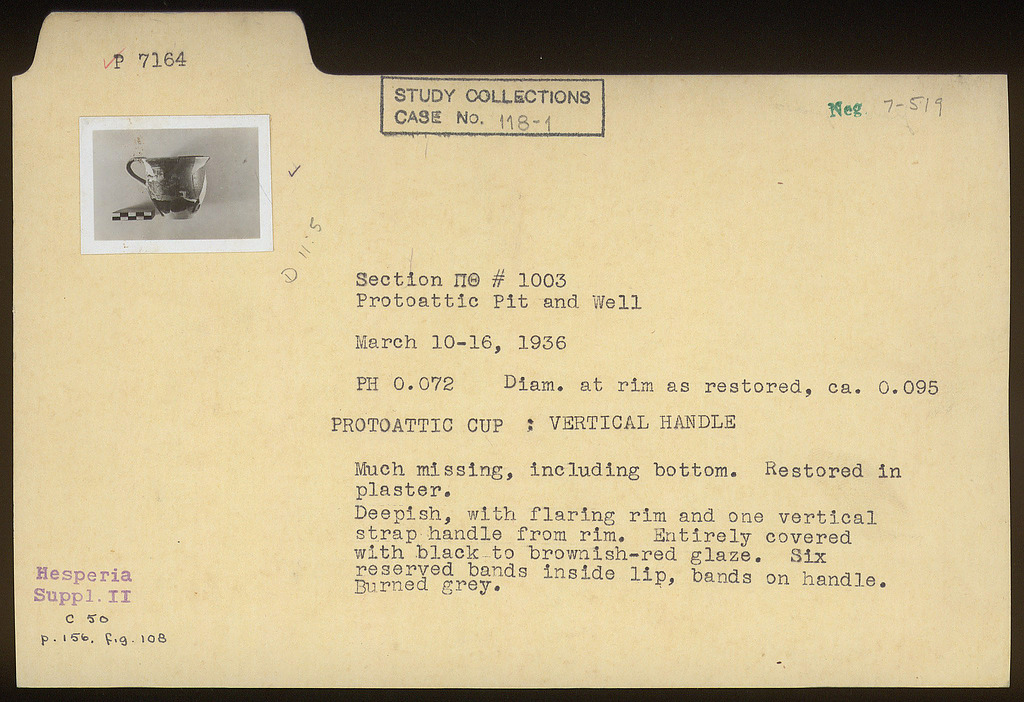 P 7164
STUDY COLLECTIONS
CASE No. 118-1
Neg. 7-519
D 11:5
Section ΠΘ # 1003
Protoattic Pit and Well
March 10-16, 1936
PH 0.072 Diam. at rim as restored, ca. 0.095
PROTOATTIC CUP : VERTICAL HANDLE
Much missing, including bottom. Restored in
plaster.
Deepish, with flaring rim and one vertical
strap handle from rim. Entirely covered
with black to brownish-red glaze. Six
reserved bands inside lip, bands on handle.
Burned grey.
Hesperia
Suppl. II
C 50
p. 156. fig. 108